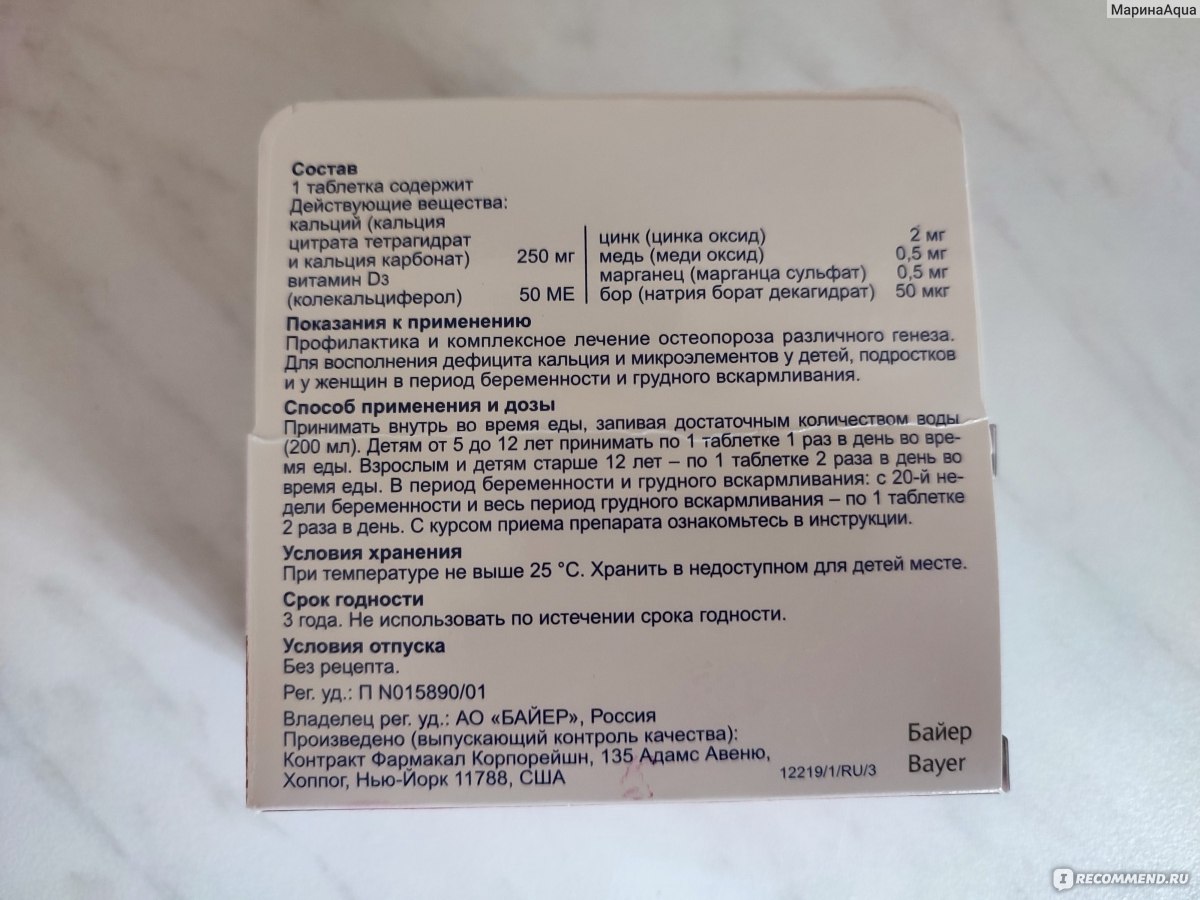 МаринаAqua
Состав
1 таблетка содержит
Действующие вещества:
кальций (кальция
цитрата тетрагидрат
и кальция карбонат) 250 мг
витамин D3
(колекальциферол) 50 МЕ
цинк (цинка оксид) 2 мг
медь (меди оксид) 0,5 мг
марганец (марганца сульфат) 0,5 мг
бор (натрия борат декагидрат) 50 мкг
Показания к применению
Профилактика и комплексное лечение остеопороза различного генеза.
Для восполнения дефицита кальция и микроэлементов у детей, подростков
и у женщин в период беременности и грудного вскармливания.
Способ применения и дозы
Принимать внутрь во время еды, запивая достаточным количеством воды
(200 мл). Детям от 5 до 12 лет принимать по 1 таблетке 1 раз в день во вре-
мя еды. Взрослым и детям старше 12 лет – по 1 таблетке 2 раза в день во
время еды. В период беременности и грудного вскармливания: с 20-й не-
дели беременности и весь период грудного вскармливания – по 1 таблетке
2 раза в день. С курсом приема препарата ознакомьтесь в инструкции.
Условия хранения
При температуре не выше 25 °C. Хранить в недоступном для детей месте.
Срок годности
3 года. Не использовать по истечении срока годности.
Условия отпуска
Без рецепта.
Рег. уд.: П N015890/01
Владелец рег. уд.: АО «БАЙЕР», Россия
Произведено (выпускающий контроль качества):
Контракт Фармакал Корпорейшн, 135 Адамс Авеню,
Хоппог, Нью-Йорк 11788, США
12219/1/RU/3
Байер
Bayer
IRECOMMEND.RU